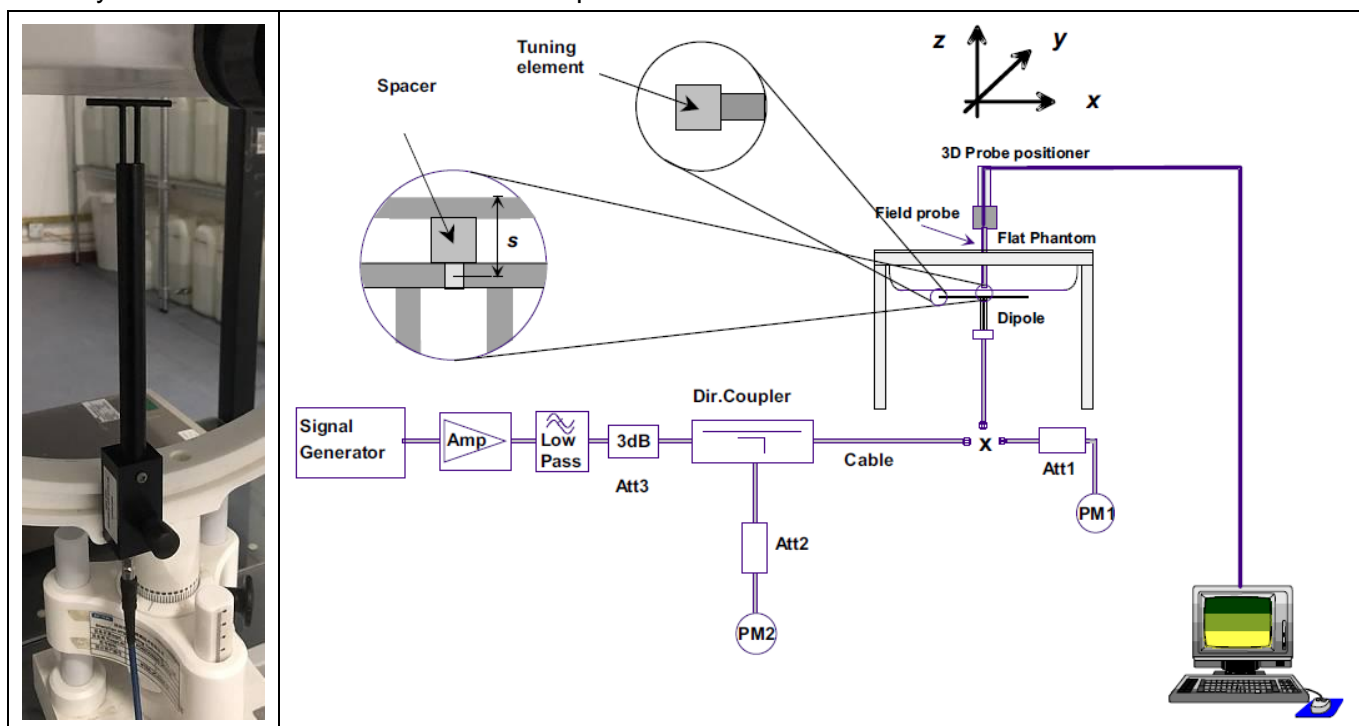 Tuning
element
Spacer
s
z
y
x
3D Probe positioner
Field probe
Flat Phantom
Dipole
Dir.Coupler
Signal
Generator
Amp
Low
Pass
3dB
Att3
Cable
x
Att1
PM1
Att2
PM2